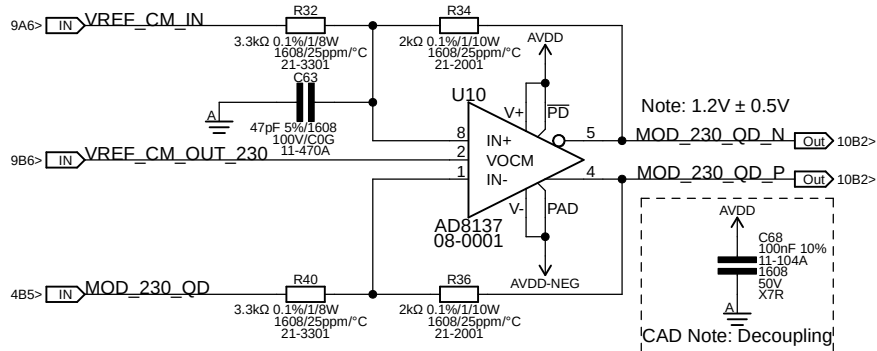 9A6> IN VREF_CM_IN
R32
3.3kΩ 0.1%/1/8W
1608/25ppm/°C
21-3301
R34
2kΩ 0.1%/1/10W
1608/25ppm/°C
21-2001
AVDD
C63
A
47pF 5%/1608
100V/C0G
11-470A
U10
V+
PD
Note: 1.2V ± 0.5V
8 IN+
5 MOD_230_QD_N Out 10B2>
9B6> IN VREF_CM_OUT_230
2 VOCM
1 IN-
4 MOD_230_QD_P Out 10B2>
V-
PAD
AD8137
08-0001
AVDD-NEG
AVDD
C68
100nF 10%
11-104A
1608
50V
X7R
A
CAD Note: Decoupling
4B5> IN MOD_230_QD
R40
3.3kΩ 0.1%/1/8W
1608/25ppm/°C
21-3301
R36
2kΩ 0.1%/1/10W
1608/25ppm/°C
21-2001